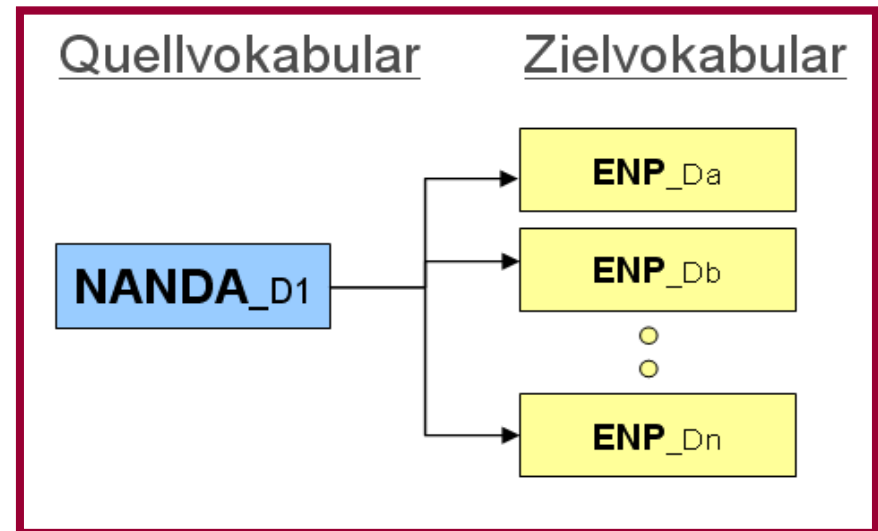 Quellvokabular Zielvokabular
ENP_Da
NANDA_D1
ENP_Db
ENP_Dn